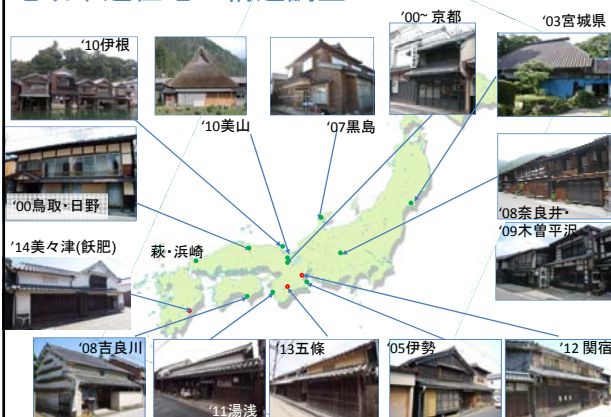 '10伊根
'00~ 京都
'03宮城県
'10美山
'07黒島
'00鳥取・日野
'08奈良井・
'09木曽平沢
'14美々津(飫肥)
萩・浜崎
'08吉良川
'11湯浅
'13五條
'05伊勢
'12 関宿